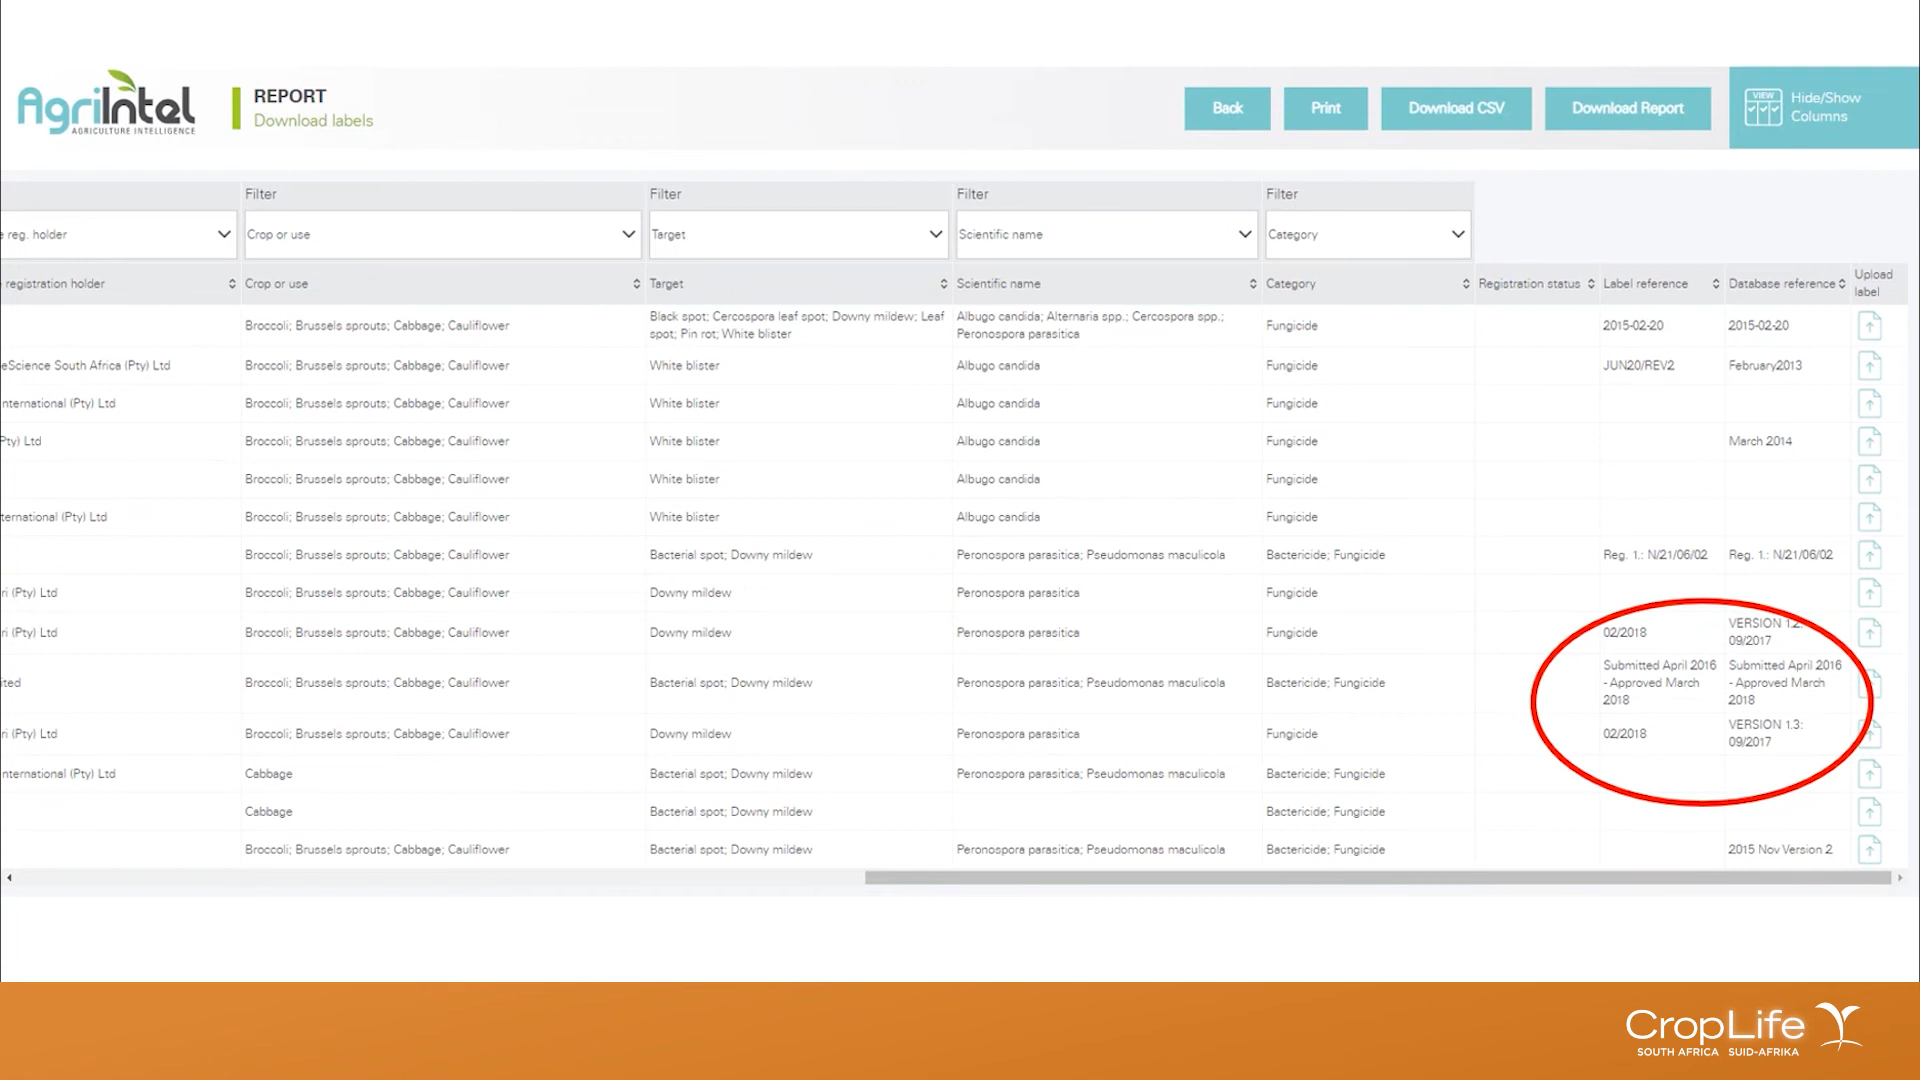 AgriIntel
AGRICULTURE INTELLIGENCE
REPORT
Download labels
Back
Print
Download CSV
Download Report
VIEW
Hide/Show
Columns
Filter
Filter
Filter
Filter
e reg. holder
Crop or use
Target
Scientific name
Category
registration holder
Crop or use
Target
Scientific name
Category
Registration status
Label reference
Database reference
Upload
label
Broccoli; Brussels sprouts; Cabbage; Cauliflower
Black spot; Cercospora leaf spot; Downy mildew; Leaf
spot; Pin rot; White blister
Albugo candida; Alternaria spp.; Cercospora spp.;
Peronospora parasitica
Fungicide
2015-02-20
2015-02-20
eScience South Africa (Pty) Ltd
Broccoli; Brussels sprouts; Cabbage; Cauliflower
White blister
Albugo candida
Fungicide
JUN20/REV2
February2013
nternational (Pty) Ltd
Broccoli; Brussels sprouts; Cabbage; Cauliflower
White blister
Albugo candida
Fungicide
Pty) Ltd
Broccoli; Brussels sprouts; Cabbage; Cauliflower
White blister
Albugo candida
Fungicide
March 2014
Broccoli; Brussels sprouts; Cabbage; Cauliflower
White blister
Albugo candida
Fungicide
ternational (Pty) Ltd
Broccoli; Brussels sprouts; Cabbage; Cauliflower
White blister
Albugo candida
Fungicide
Broccoli; Brussels sprouts; Cabbage; Cauliflower
Bacterial spot; Downy mildew
Peronospora parasitica; Pseudomonas maculicola
Bactericide; Fungicide
Reg. 1.: N/21/06/02
Reg. 1.: N/21/06/02
ri (Pty) Ltd
Broccoli; Brussels sprouts; Cabbage; Cauliflower
Downy mildew
Peronospora parasitica
Fungicide
ri (Pty) Ltd
Broccoli; Brussels sprouts; Cabbage; Cauliflower
Downy mildew
Peronospora parasitica
Fungicide
02/2018
VERSION 1.2:
09/2017
ited
Broccoli; Brussels sprouts; Cabbage; Cauliflower
Bacterial spot; Downy mildew
Peronospora parasitica; Pseudomonas maculicola
Bactericide; Fungicide
Submitted April 2016
- Approved March
2018
Submitted April 2016
- Approved March
2018
ri (Pty) Ltd
Broccoli; Brussels sprouts; Cabbage; Cauliflower
Downy mildew
Peronospora parasitica
Fungicide
02/2018
VERSION 1.3:
09/2017
nternational (Pty) Ltd
Cabbage
Bacterial spot; Downy mildew
Peronospora parasitica; Pseudomonas maculicola
Bactericide; Fungicide
Cabbage
Bacterial spot; Downy mildew
Bactericide; Fungicide
Broccoli; Brussels sprouts; Cabbage; Cauliflower
Bacterial spot; Downy mildew
Peronospora parasitica; Pseudomonas maculicola
Bactericide; Fungicide
2015 Nov Version 2
CropLife
SOUTH AFRICA SUID-AFRIKA